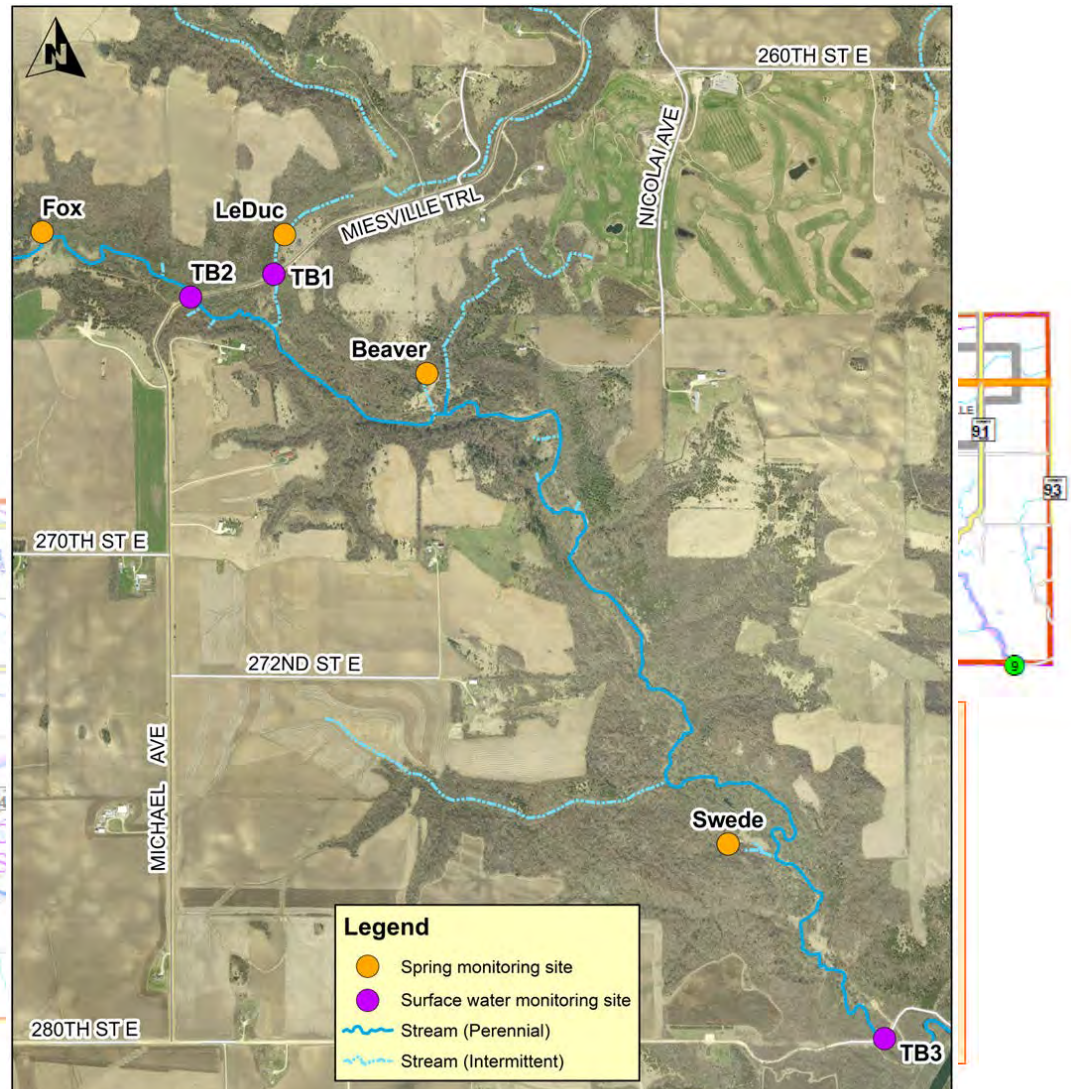 N
260TH ST E
NICOLAI AVE
Fox
LeDuc
MIESVILLE TRL
TB2
TB1
Beaver
91
93
270TH ST E
272ND ST E
9
MICHAEL AVE
Swede
Legend
Spring monitoring site
Surface water monitoring site
Stream (Perennial)
Stream (Intermittent)
280TH ST E
TB3